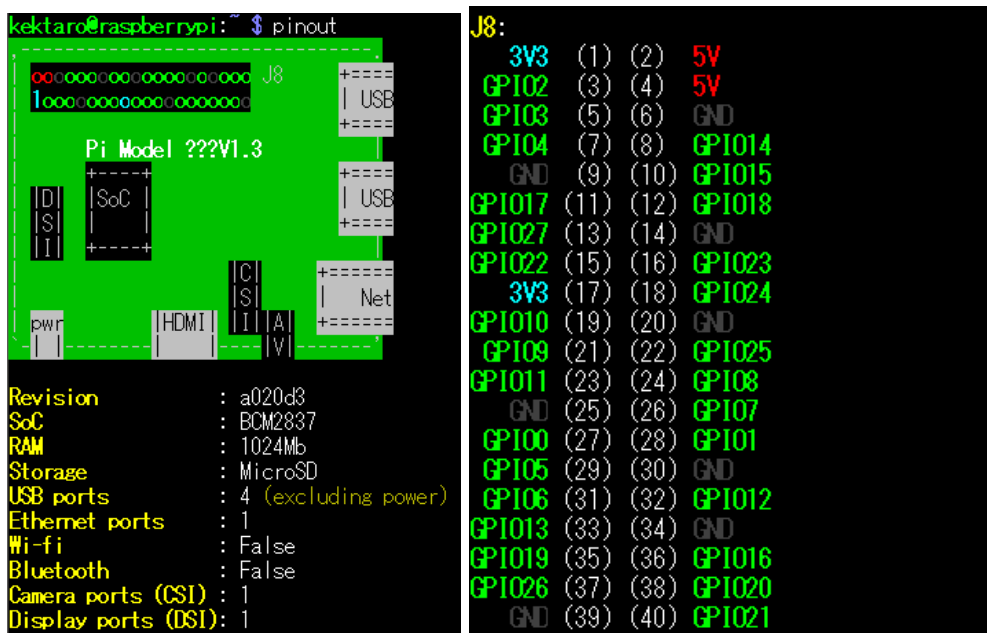 kektaro@raspberrypi:~ $ pinout
,--------------------------------.
| oooooooooooooooooooo J8     +====
| 1ooooooooooooooooooo        | USB
|                             +====
|      Pi Model ???V1.3          |
|      +----+                 +====
| |D|  |SoC |                 | USB
| |S|  |    |                 +====
| |I|  +----+                    |
|                   |C|     +======
|                   |S|     |   Net
| pwr        |HDMI| |I||A|  +======
`-| |--------|    |----|V|-------'
Revision : a020d3
SoC : BCM2837
RAM : 1024Mb
Storage : MicroSD
USB ports : 4 (excluding power)
Ethernet ports : 1
Wi-fi : False
Bluetooth : False
Camera ports (CSI) : 1
Display ports (DSI): 1
J8:
3V3 (1) (2) 5V
GPIO2 (3) (4) 5V
GPIO3 (5) (6) GND
GPIO4 (7) (8) GPIO14
GND (9) (10) GPIO15
GPIO17 (11) (12) GPIO18
GPIO27 (13) (14) GND
GPIO22 (15) (16) GPIO23
3V3 (17) (18) GPIO24
GPIO10 (19) (20) GND
GPIO9 (21) (22) GPIO25
GPIO11 (23) (24) GPIO8
GND (25) (26) GPIO7
GPIO0 (27) (28) GPIO1
GPIO5 (29) (30) GND
GPIO6 (31) (32) GPIO12
GPIO13 (33) (34) GND
GPIO19 (35) (36) GPIO16
GPIO26 (37) (38) GPIO20
GND (39) (40) GPIO21